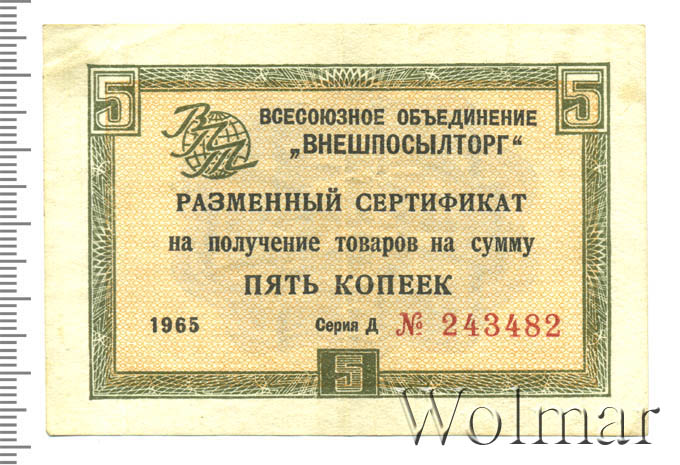 5 5
ВПТ
ВСЕСОЮЗНОЕ ОБЪЕДИНЕНИЕ
„ВНЕШПОСЫЛТОРГ“
РАЗМЕННЫЙ СЕРТИФИКАТ
на получение товаров на сумму
ПЯТЬ КОПЕЕК
1965 Серия Д № 243482
5
Wolmar